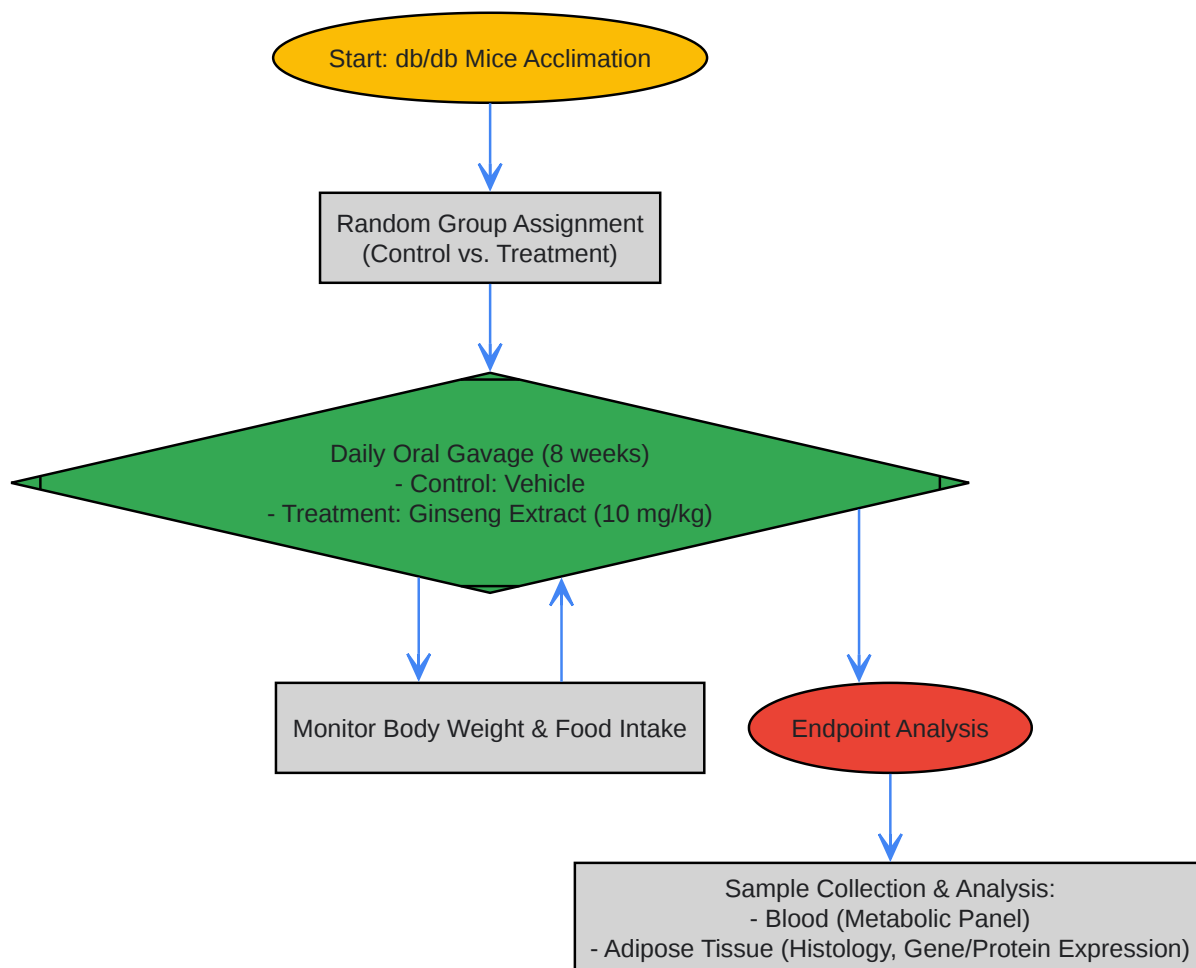 Start: db/db Mice Acclimation
Random Group Assignment
(Control vs. Treatment)
Daily Oral Gavage (8 weeks)
- Control: Vehicle
- Treatment: Ginseng Extract (10 mg/kg)
Monitor Body Weight & Food Intake
Endpoint Analysis
Sample Collection & Analysis:
- Blood (Metabolic Panel)
- Adipose Tissue (Histology, Gene/Protein Expression)